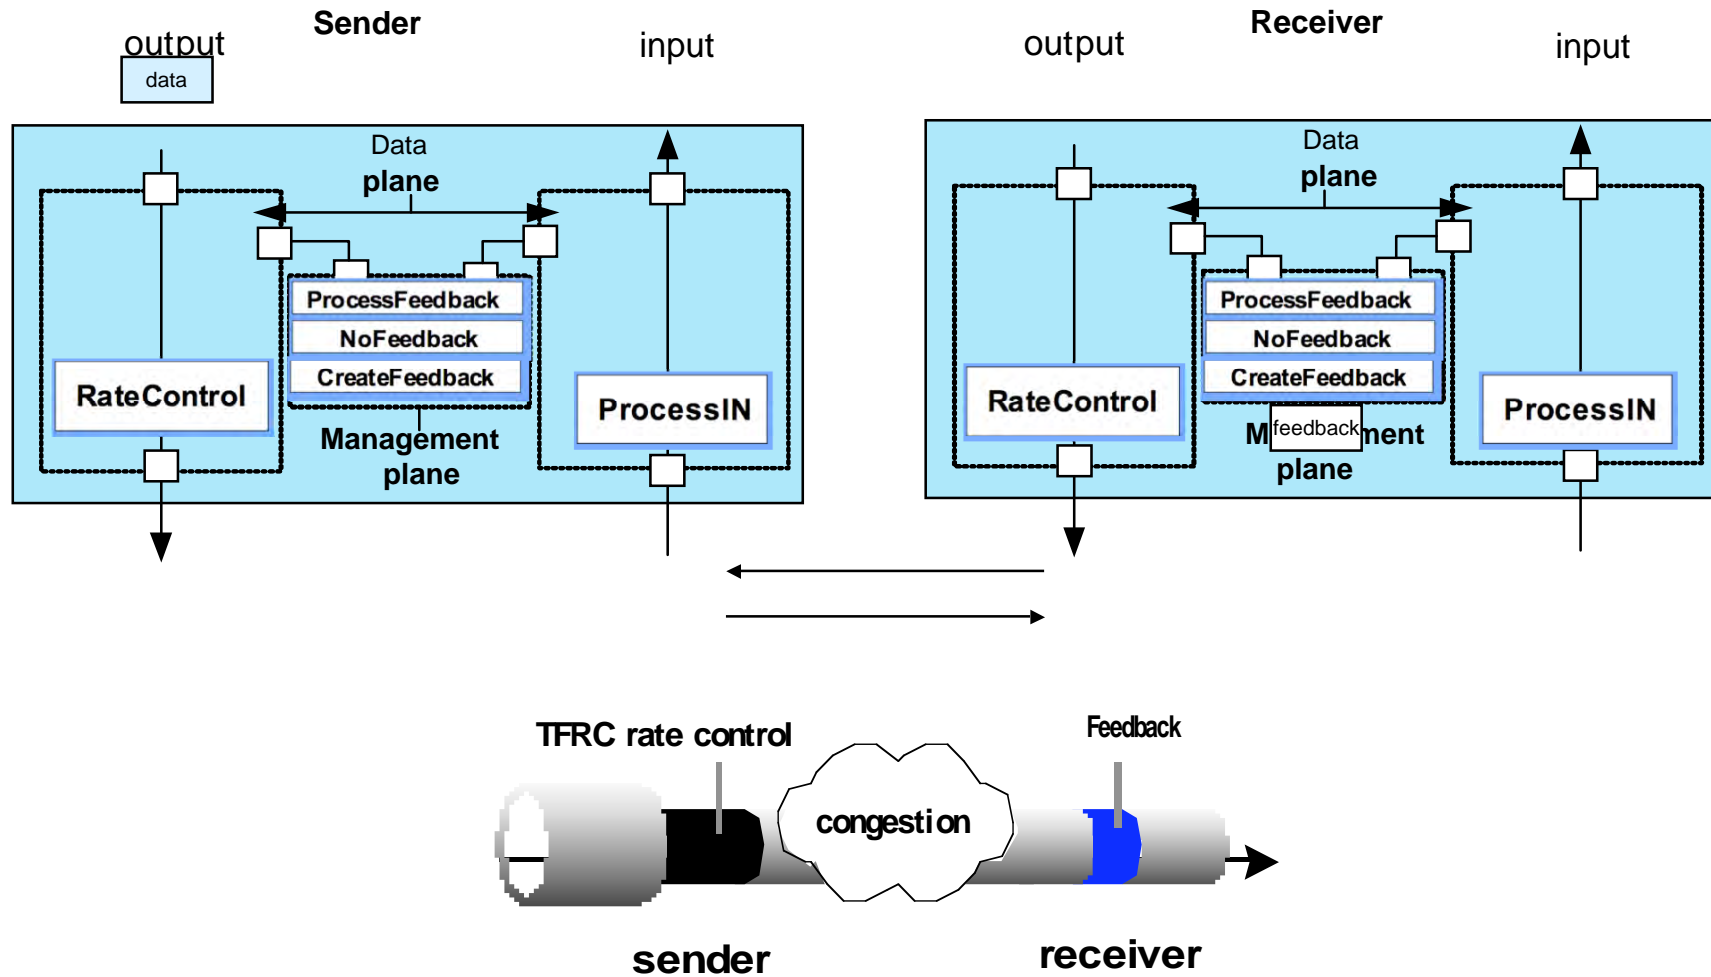 Sender
output
input
data
Data
plane
ProcessFeedback
NoFeedback
CreateFeedback
RateControl
ProcessIN
Management
plane
Receiver
output
input
Data
plane
ProcessFeedback
NoFeedback
CreateFeedback
RateControl
ProcessIN
feedback
plane
TFRC rate control
Feedback
congestion
sender
receiver